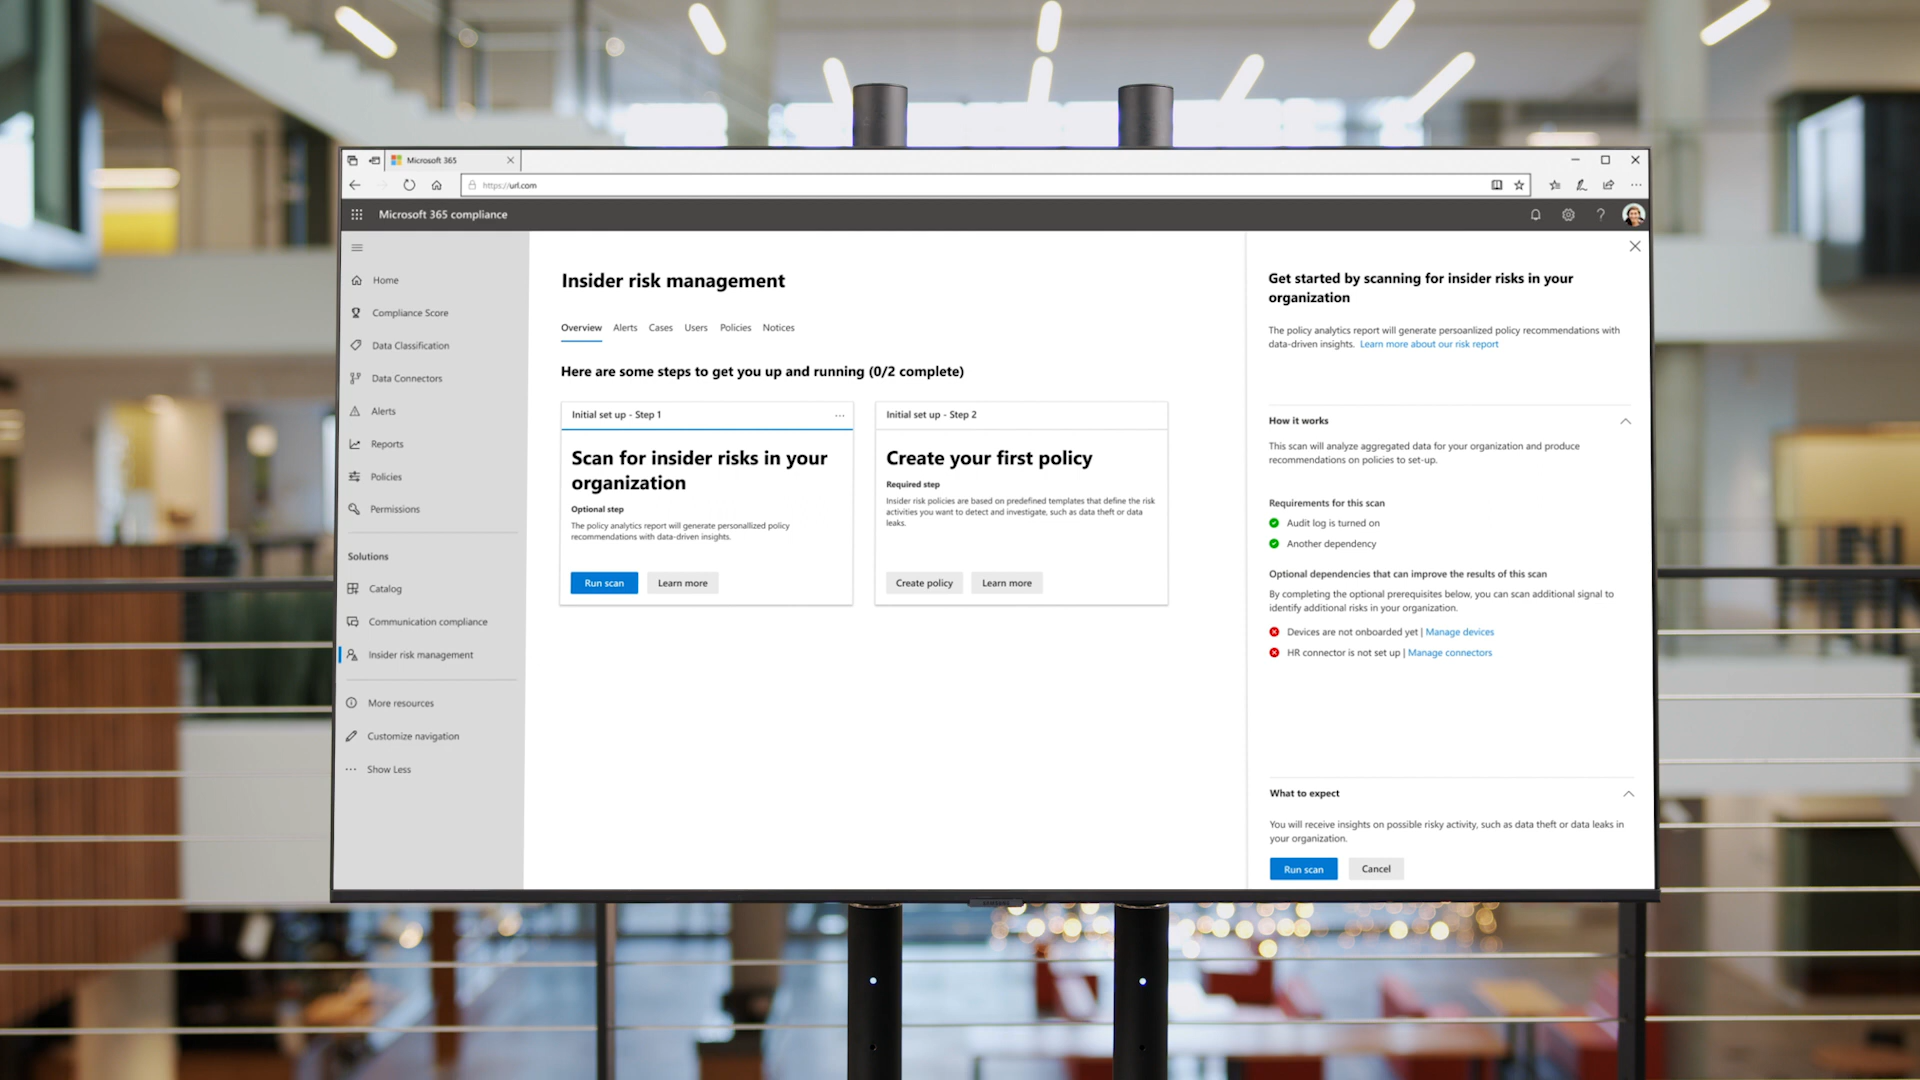 Microsoft 365
https://url.com
Microsoft 365 compliance
Home
Compliance Score
Data Classification
Data Connectors
Alerts
Reports
Policies
Permissions
Solutions
Catalog
Communication compliance
Insider risk management
More resources
Customize navigation
Show Less
Insider risk management
Overview Alerts Cases Users Policies Notices
Here are some steps to get you up and running (0/2 complete)
Initial set up - Step 1
Scan for insider risks in your
organization
Optional step
The policy analytics report will generate personallized policy
recommendations with data-driven insights.
Run scan Learn more
Initial set up - Step 2
Create your first policy
Required step
Insider risk policies are based on predefined templates that define the risk
activities you want to detect and investigate, such as data theft or data
leaks.
Create policy Learn more
Get started by scanning for insider risks in your
organization
The policy analytics report will generate persoanlized policy recommendations with
data-driven insights. Learn more about our risk report
How it works
This scan will analyze aggregated data for your organization and produce
recommendations on policies to set-up.
Requirements for this scan
Audit log is turned on
Another dependency
Optional dependencies that can improve the results of this scan
By completing the optional prerequisites below, you can scan additional signal to
identify additional risks in your organization.
Devices are not onboarded yet | Manage devices
HR connector is not set up | Manage connectors
What to expect
You will receive insights on possible risky activity, such as data theft or data leaks in
your organization.
Run scan Cancel
SAMSUNG